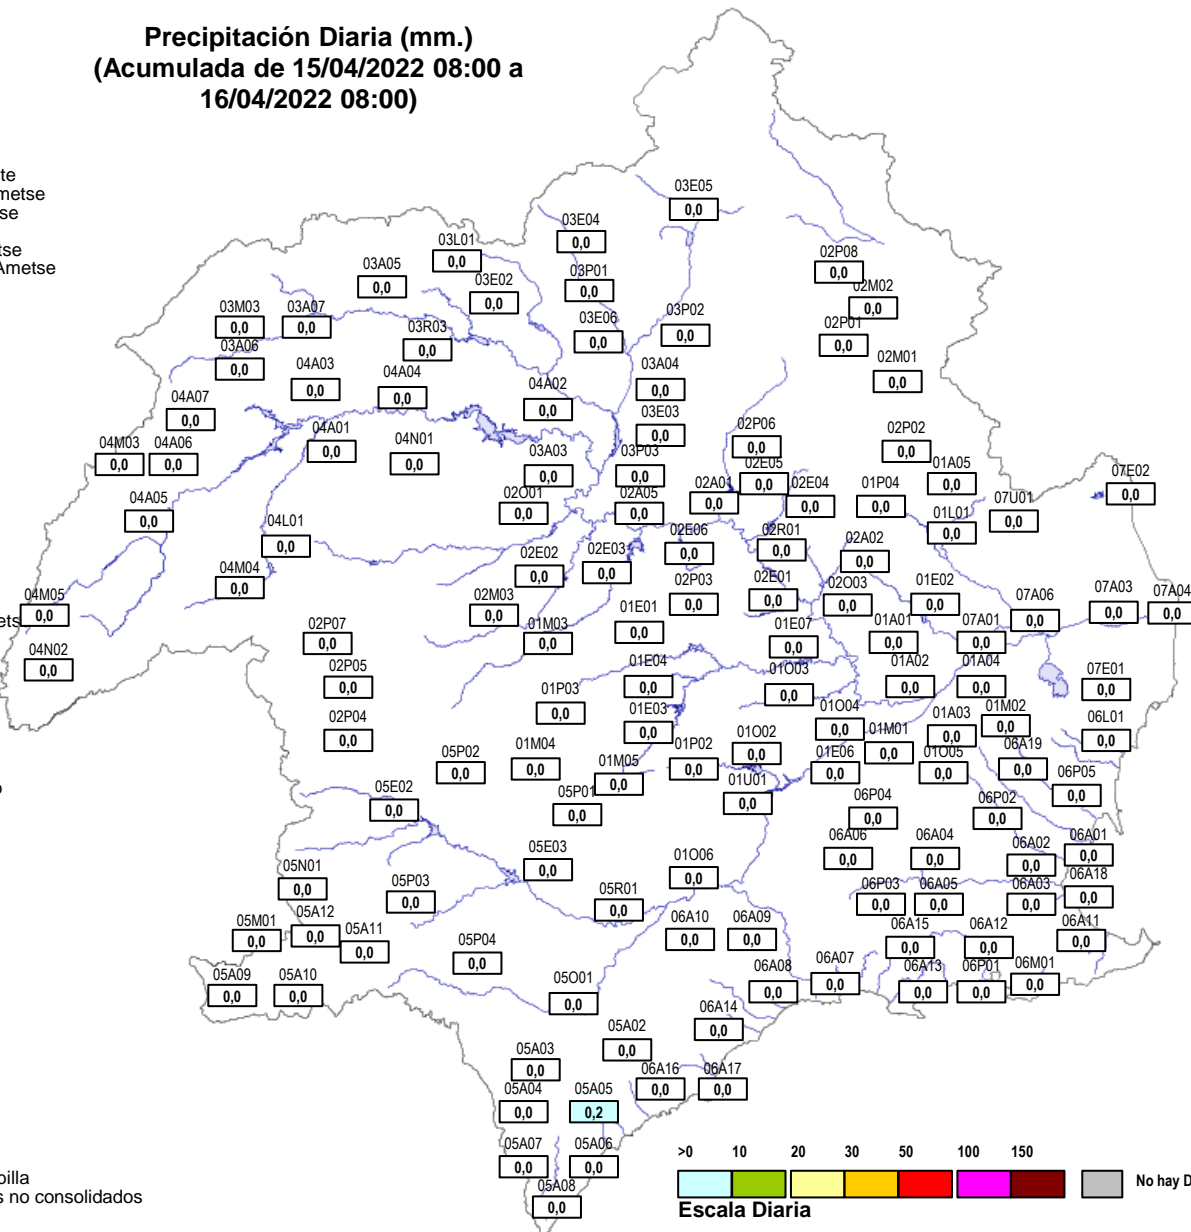 Precipitación Diaria (mm.)
(Acumulada de 15/04/2022 08:00 a
16/04/2022 08:00)
te
metse
se
tse
Ametse
03E05
0,0
03E04
0,0
03L01
0,0
02P08
0,0
03A05
0,0
03E02
0,0
03P01
0,0
02M02
0,0
03M03
0,0
03A07
0,0
03R03
0,0
03E06
0,0
03P02
0,0
02P01
0,0
03A06
0,0
04A03
0,0
04A04
0,0
04A02
0,0
03A04
0,0
02M01
0,0
04A07
0,0
03E03
0,0
04M03
0,0
04A06
0,0
04A01
0,0
04N01
0,0
03A03
0,0
03P03
0,0
02P06
0,0
02P02
0,0
02E05
0,0
01A05
0,0
07E02
0,0
04A05
0,0
02O01
0,0
02A05
0,0
02A01
0,0
02E04
0,0
01P04
0,0
07U01
0,0
04L01
0,0
01L01
0,0
02E06
0,0
02R01
0,0
02A02
0,0
04M04
0,0
02E02
0,0
02E03
0,0
02P03
0,0
02E01
0,0
02O03
0,0
01E02
0,0
07A03
0,0
07A04
0,0
04M05
0,0
ets
02M03
0,0
01E01
0,0
07A06
0,0
02P07
0,0
01M03
0,0
01E07
0,0
01A01
0,0
07A01
0,0
04N02
0,0
02P05
0,0
01E04
0,0
01O03
0,0
01A02
0,0
01A04
0,0
07E01
0,0
02P04
0,0
01P03
0,0
01E03
0,0
01O04
0,0
01A03
0,0
01M02
0,0
06L01
0,0
05P02
0,0
01M04
0,0
01M05
0,0
01P02
0,0
01O02
0,0
01E06
0,0
01M01
0,0
01O05
0,0
06A19
0,0
06P05
0,0
o
05E02
0,0
05P01
0,0
01U01
0,0
06P04
0,0
06P02
0,0
05E03
0,0
01O06
0,0
06A06
0,0
06A04
0,0
06A02
0,0
06A01
0,0
05N01
0,0
05P03
0,0
05R01
0,0
06P03
0,0
06A05
0,0
06A03
0,0
06A18
0,0
05M01
0,0
05A12
0,0
05A11
0,0
06A10
0,0
06A09
0,0
06A15
0,0
06A12
0,0
06A11
0,0
05A09
0,0
05A10
0,0
05P04
0,0
05O01
0,0
06A08
0,0
06A07
0,0
06A13
0,0
06P01
0,0
06M01
0,0
05A03
0,0
05A02
0,0
06A14
0,0
05A04
0,0
05A05
0,2
06A16
0,0
06A17
0,0
05A07
0,0
05A06
0,0
05A08
0,0
pilla
s no consolidados
>0 10 20 30 50 100 150
No hay D
Escala Diaria